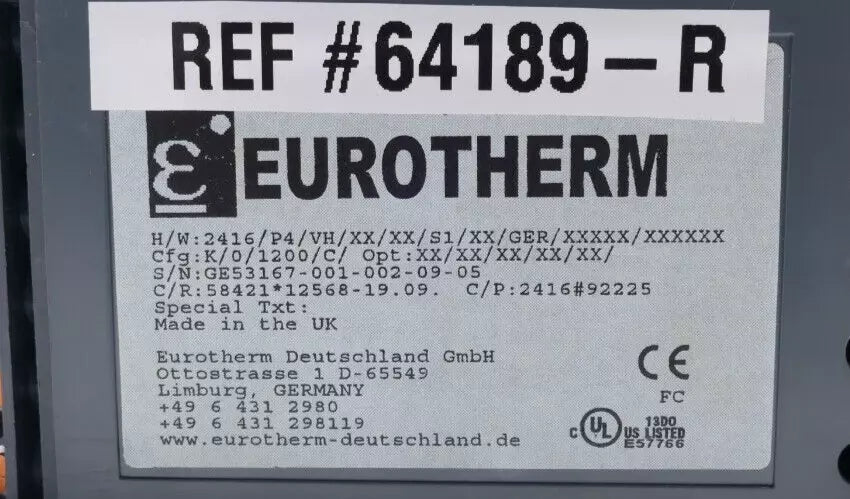 REF #64189-R
ε EUROTHERM
H/W:2416/P4/VH/XX/XX/S1/XX/GER/XXXXX/XXXXXX
Cfg:K/0/1200/C/ Opt:XX/XX/XX/XX/XX/
S/N:GE53167-001-002-09-05
C/R:58421*12568-19.09. C/P:2416#92225
Special Txt:
Made in the UK
Eurotherm Deutschland GmbH
Ottostrasse 1 D-65549
Limburg, GERMANY
+49 6 431 2980
+49 6 431 298119
www.eurotherm-deutschland.de
CE
FC
C UL US LISTED
13DO
E57766